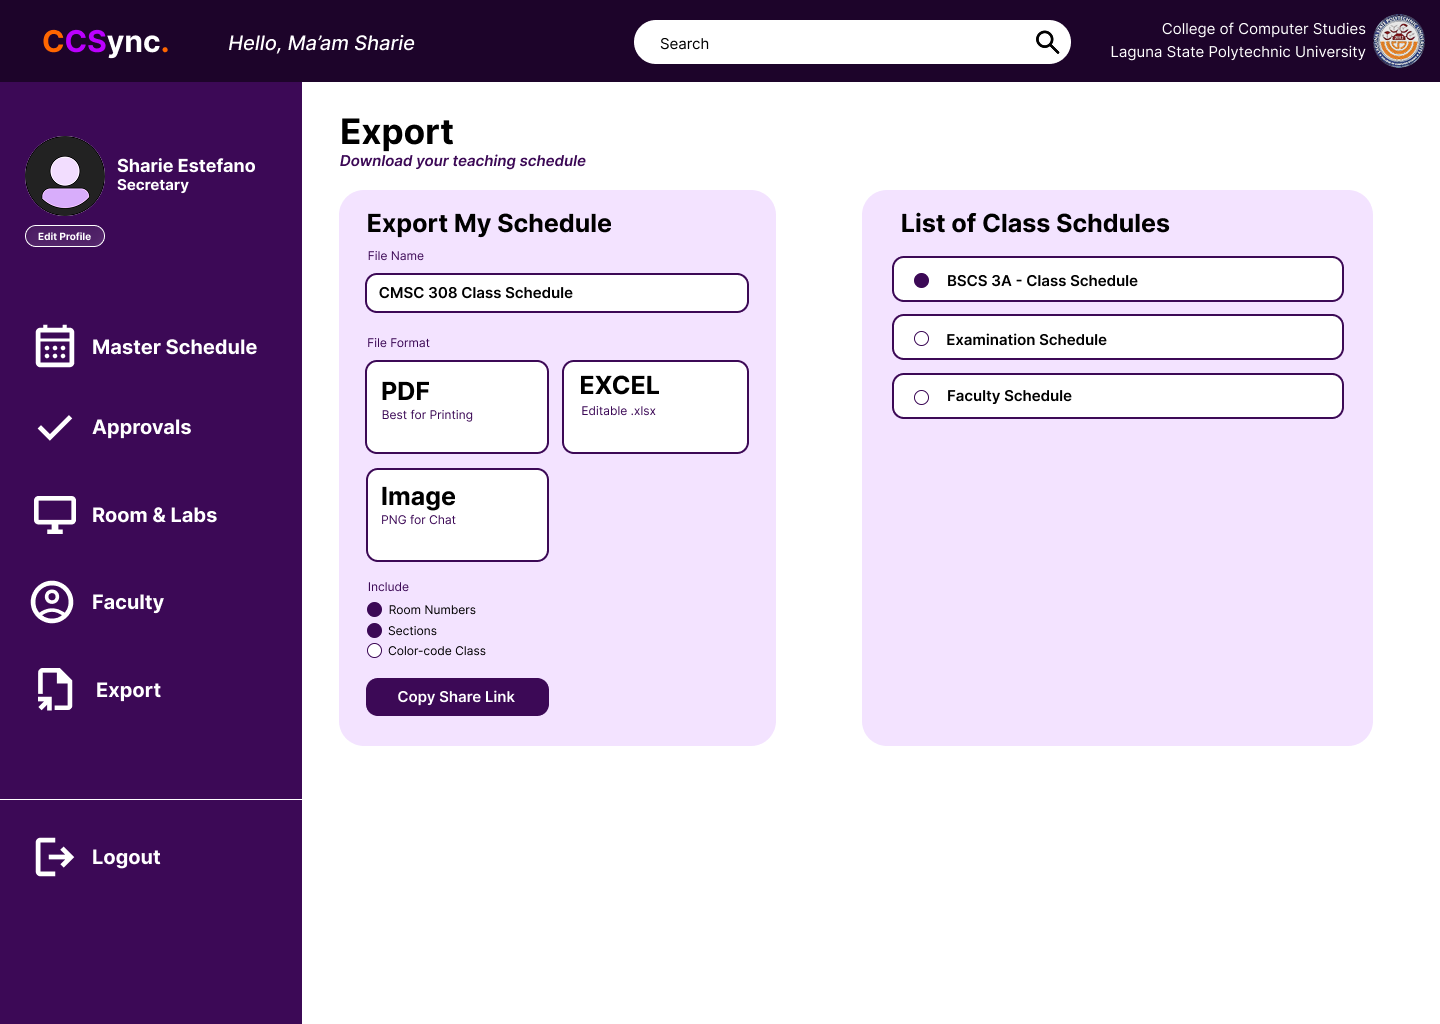 CCSync.
Hello, Ma’am Sharie
Search
College of Computer Studies
Laguna State Polytechnic University
Sharie Estefano
Secretary
Edit Profile
Master Schedule
Approvals
Room & Labs
Faculty
Export
Logout
Export
Download your teaching schedule
Export My Schedule
File Name
CMSC 308 Class Schedule
File Format
PDF
Best for Printing
EXCEL
Editable .xlsx
Image
PNG for Chat
Include
Room Numbers
Sections
Color-code Class
Copy Share Link
List of Class Schdules
BSCS 3A - Class Schedule
Examination Schedule
Faculty Schedule